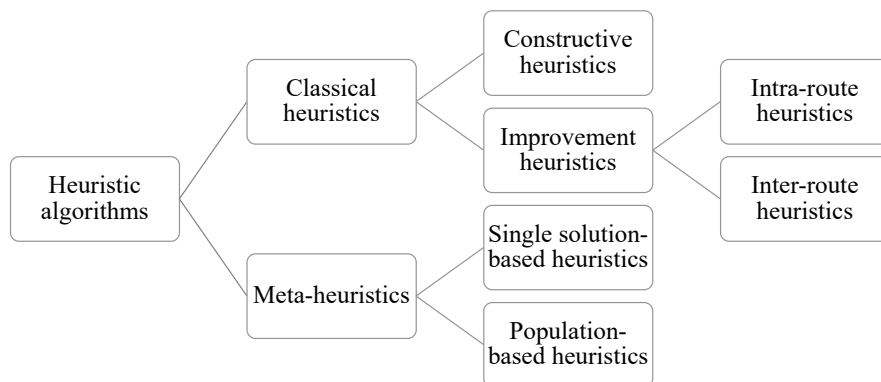 Heuristic
algorithms
Classical
heuristics
Constructive
heuristics
Improvement
heuristics
Intra-route
heuristics
Inter-route
heuristics
Meta-heuristics
Single solution-
based heuristics
Population-
based heuristics